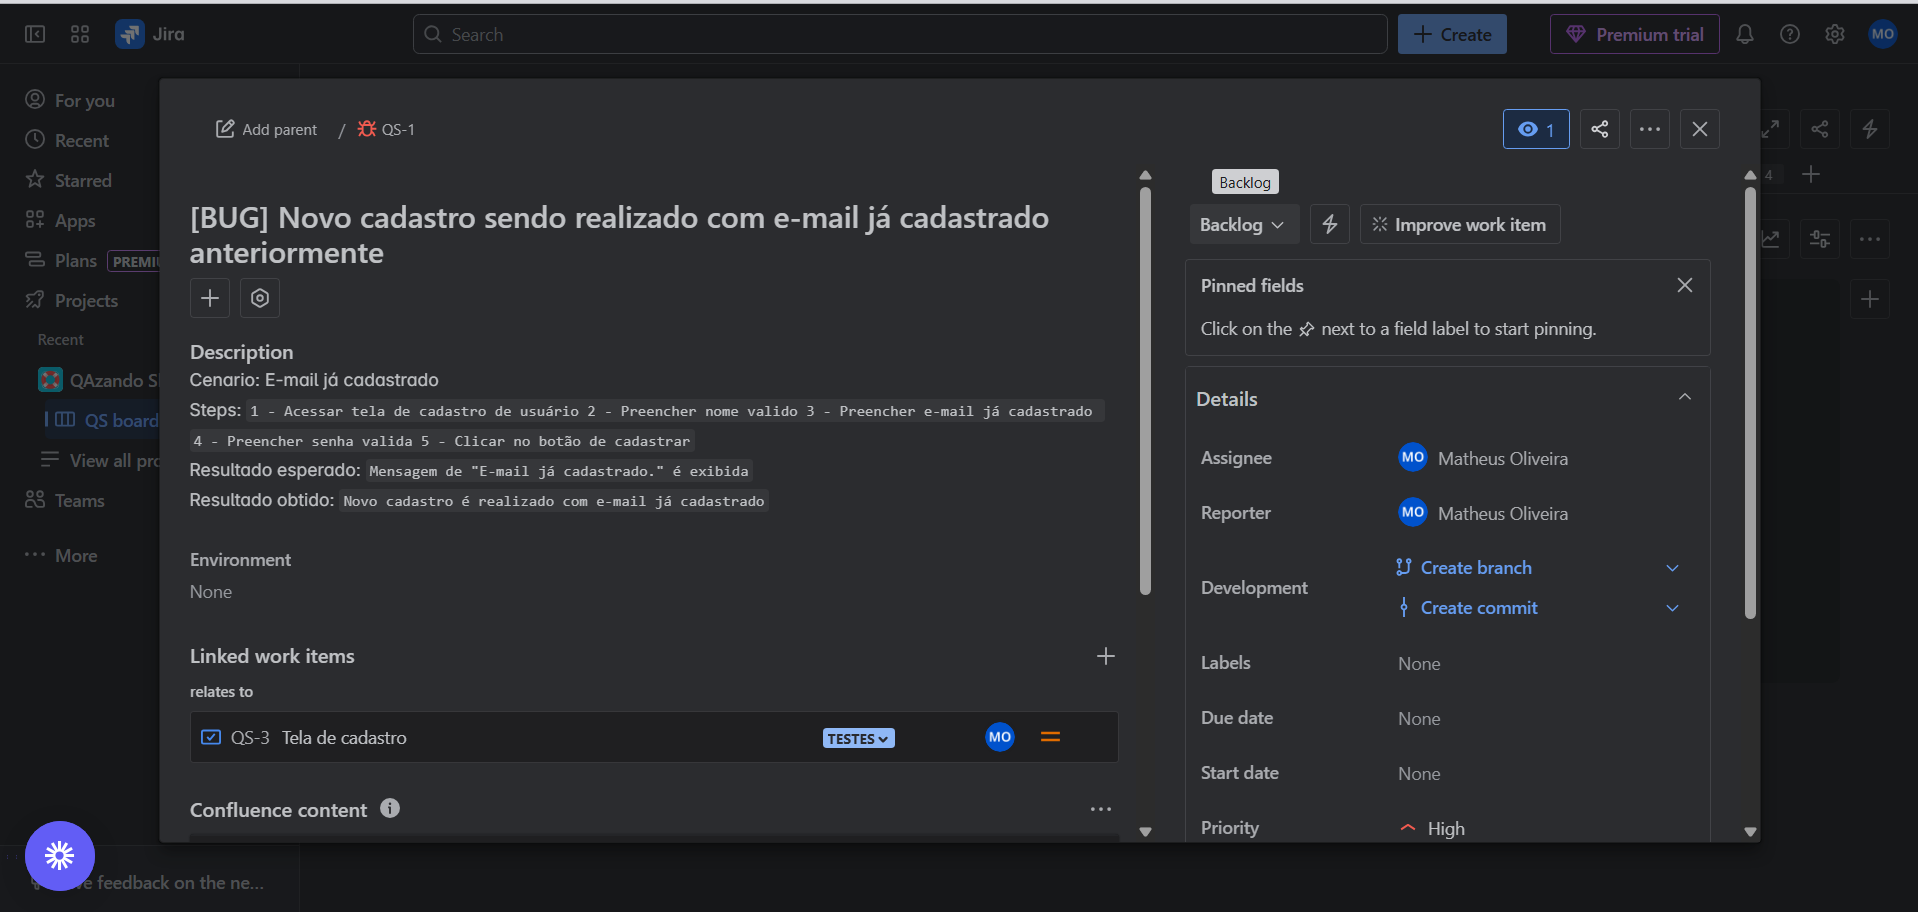 Jira
Search
Create
Premium trial
MO
For you
Recent
Starred
Apps
Plans
Projects
Recent
QAzando
QS board
View all
Teams
More
feedback on the ne...
4
Add parent / QS-1
1
[BUG] Novo cadastro sendo realizado com e-mail já cadastrado
anteriormente
Description
Cenario: E-mail já cadastrado
Steps: 1 - Acessar tela de cadastro de usuário 2 - Preencher nome valido 3 - Preencher e-mail já cadastrado
4 - Preencher senha valida 5 - Clicar no botão de cadastrar
Resultado esperado: Mensagem de "E-mail já cadastrado." é exibida
Resultado obtido: Novo cadastro é realizado com e-mail já cadastrado
Environment
None
Linked work items
relates to
QS-3 Tela de cadastro TESTES MO
Confluence content
Backlog
Backlog
Improve work item
Pinned fields
Click on the next to a field label to start pinning.
Details
Assignee MO Matheus Oliveira
Reporter MO Matheus Oliveira
Development Create branch
Create commit
Labels None
Due date None
Start date None
Priority High